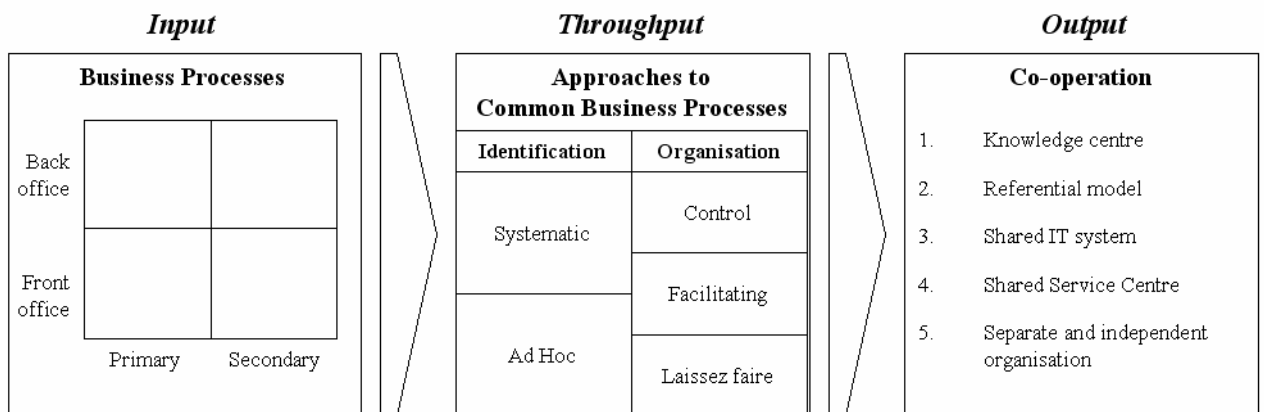 Input
Throughput
Output
Business Processes
Back
office
Front
office
Primary Secondary
Approaches to
Common Business Processes
Identification Organisation
Systematic
Ad Hoc
Control
Facilitating
Laissez faire
Co-operation
1. Knowledge centre
2. Referential model
3. Shared IT system
4. Shared Service Centre
5. Separate and independent
organisation